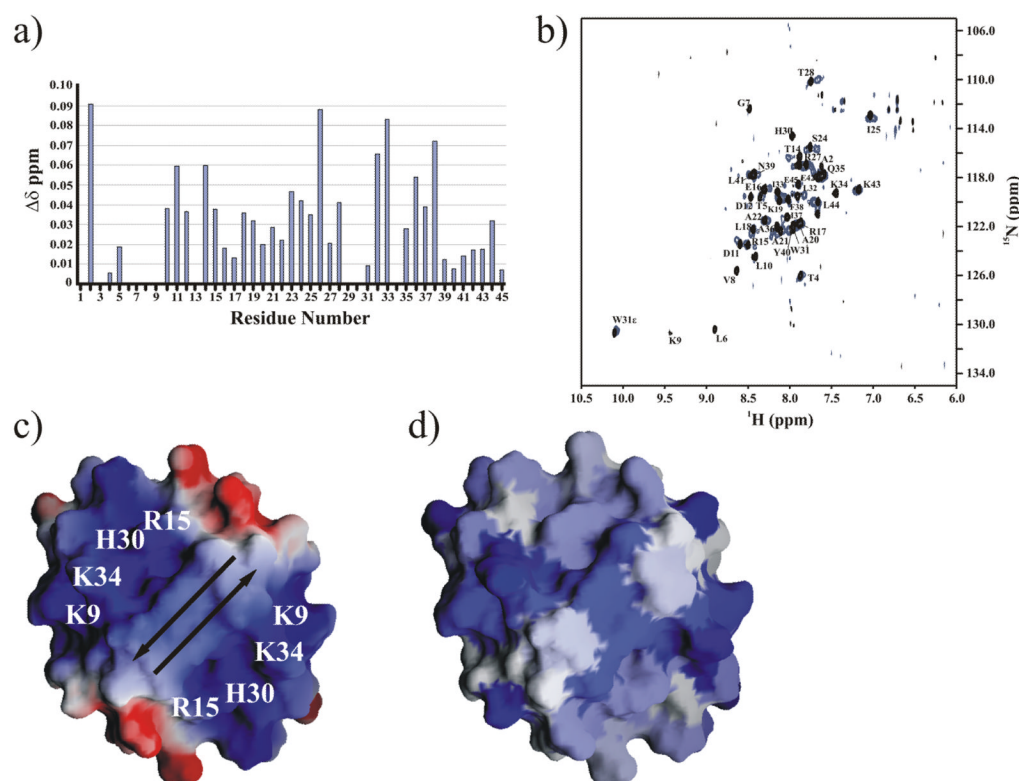 a)
Δδ ppm
0.10
0.09
0.08
0.07
0.06
0.05
0.04
0.03
0.02
0.01
0.00
1 3 5 7 9 11 13 15 17 19 21 23 25 27 29 31 33 35 37 39 41 43 45
Residue Number
b)
106.0
110.0
114.0
118.0
122.0
126.0
130.0
134.0
¹⁵N (ppm)
T28
G7
I25
H30
S24
T14
R27
A2
N39
Q35
L41
E45
E42
E16
I33
L32
K34
K43
D12
T5
K19
F38
L44
A22
I37
L18
A36
R17
D11
R15
A21
A20
Y40
W31
L10
V8
T4
W31ε
K9
L6
10.5 10.0 9.5 9.0 8.5 8.0 7.5 7.0 6.5 6.0
¹H (ppm)
c)
R15
H30
K34
K9
K9
K34
H30
R15
d)